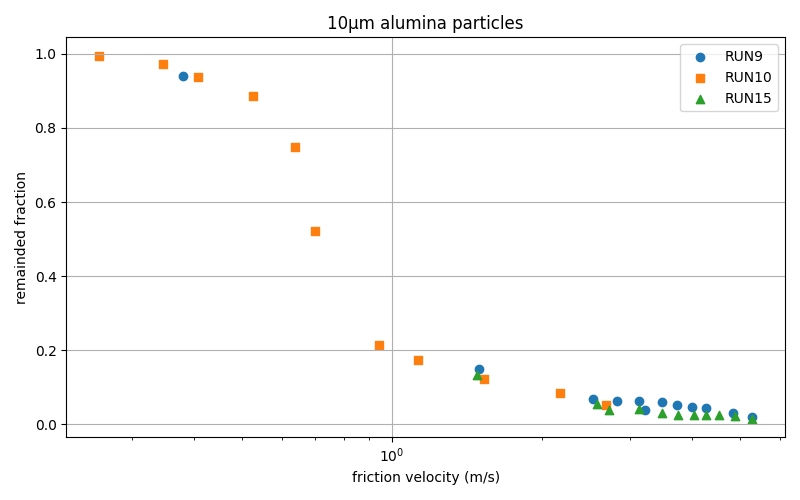 10μm alumina particles
RUN9
RUN10
RUN15
remainded fraction
1.0
0.8
0.6
0.4
0.2
0.0
10⁰
friction velocity (m/s)